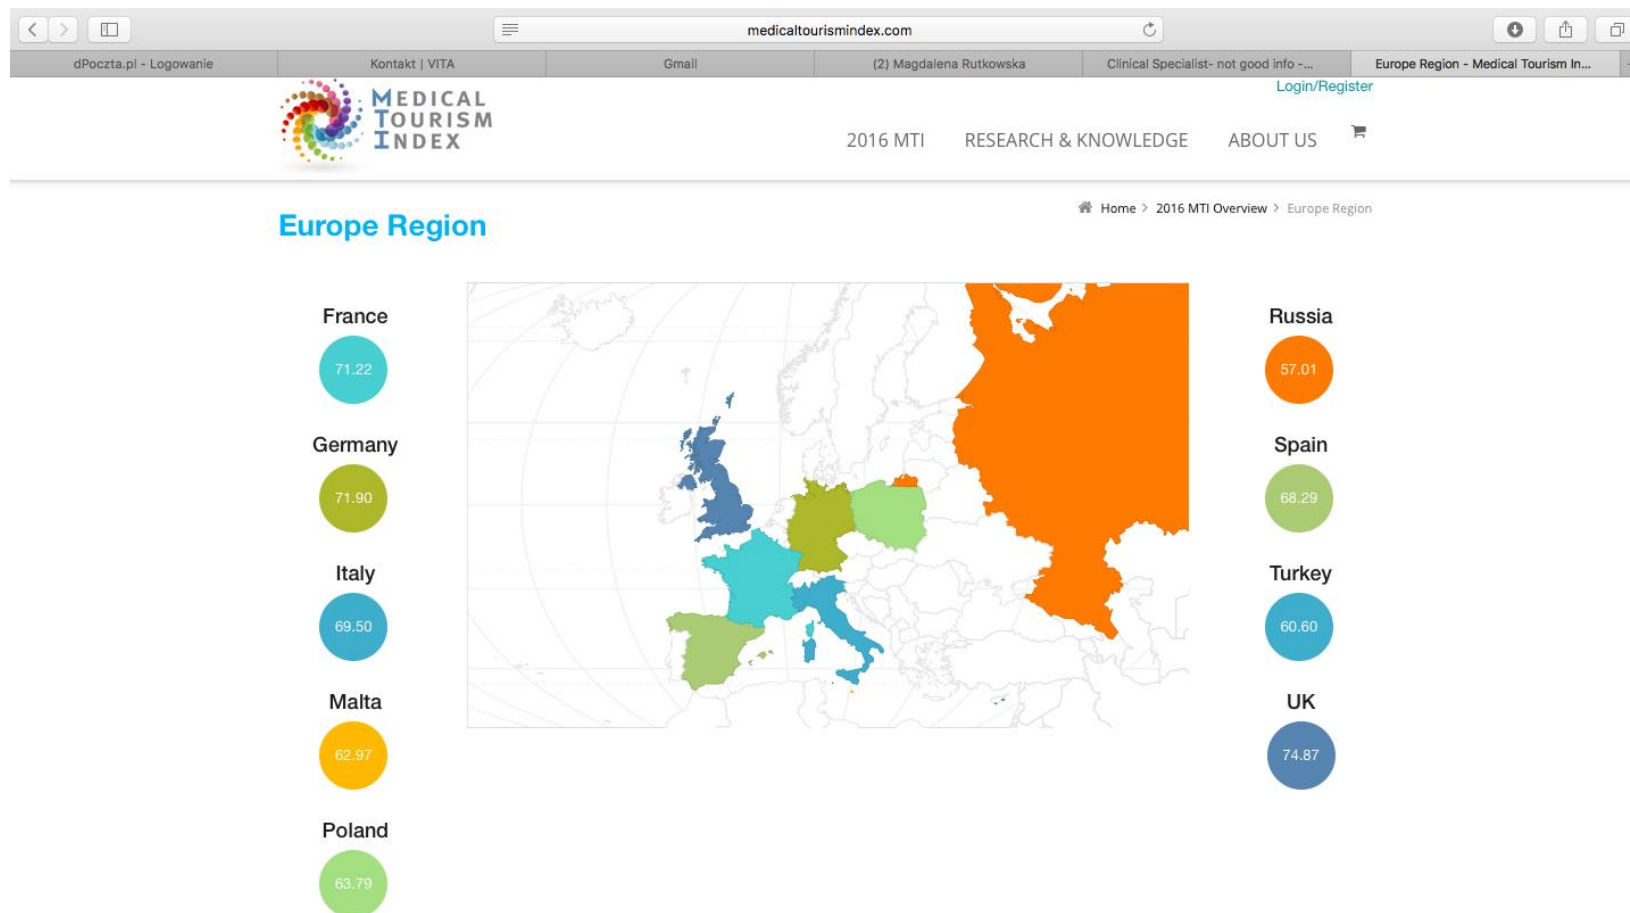 medicaltourismindex.com
dPoczta.pl - Logowanie
Kontakt | VITA
Gmail
(2) Magdalena Rutkowska
Clinical Specialist- not good info -...
Europe Region - Medical Tourism In...
MEDICAL
TOURISM
INDEX
Login/Register
2016 MTI
RESEARCH & KNOWLEDGE
ABOUT US
Europe Region
Home > 2016 MTI Overview > Europe Region
France
71.22
Germany
71.90
Italy
69.50
Malta
62.97
Poland
63.79
Russia
57.01
Spain
68.29
Turkey
60.60
UK
74.87